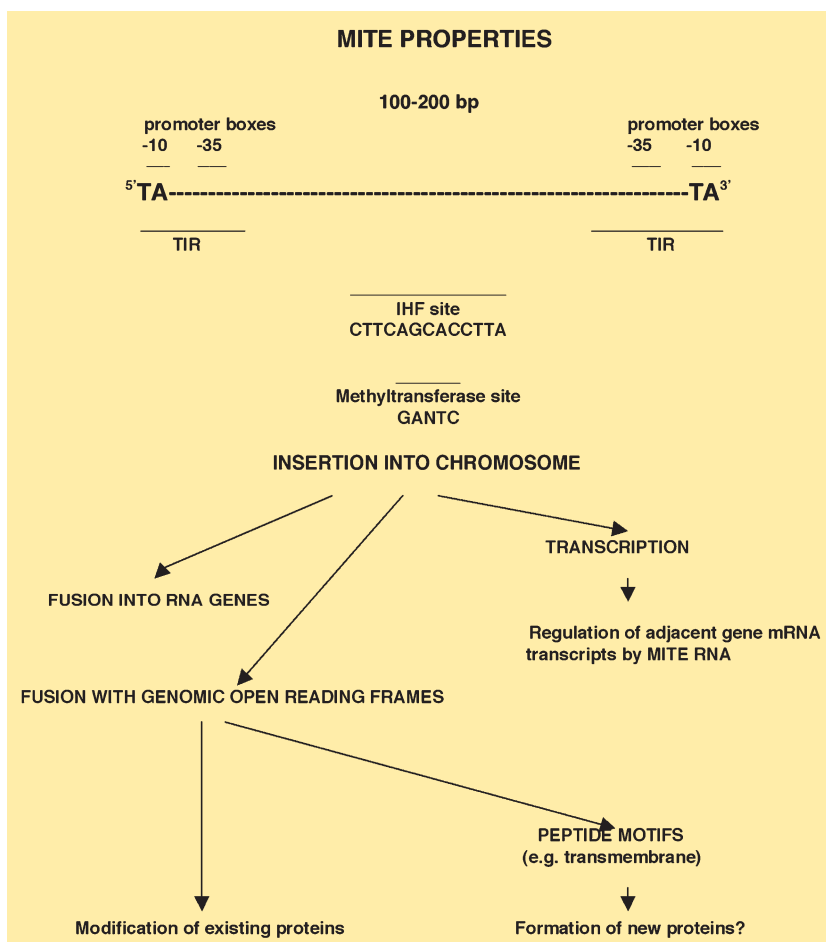 MITE PROPERTIES
100-200 bp
promoter boxes
promoter boxes
-10 -35
-35 -10
5'TA--------------------------------------------------------------TA3'
TIR
TIR
IHF site
CTTCAGCACCTTA
Methyltransferase site
GANTC
INSERTION INTO CHROMOSOME
TRANSCRIPTION
FUSION INTO RNA GENES
Regulation of adjacent gene mRNA
transcripts by MITE RNA
FUSION WITH GENOMIC OPEN READING FRAMES
PEPTIDE MOTIFS
(e.g. transmembrane)
Modification of existing proteins
Formation of new proteins?